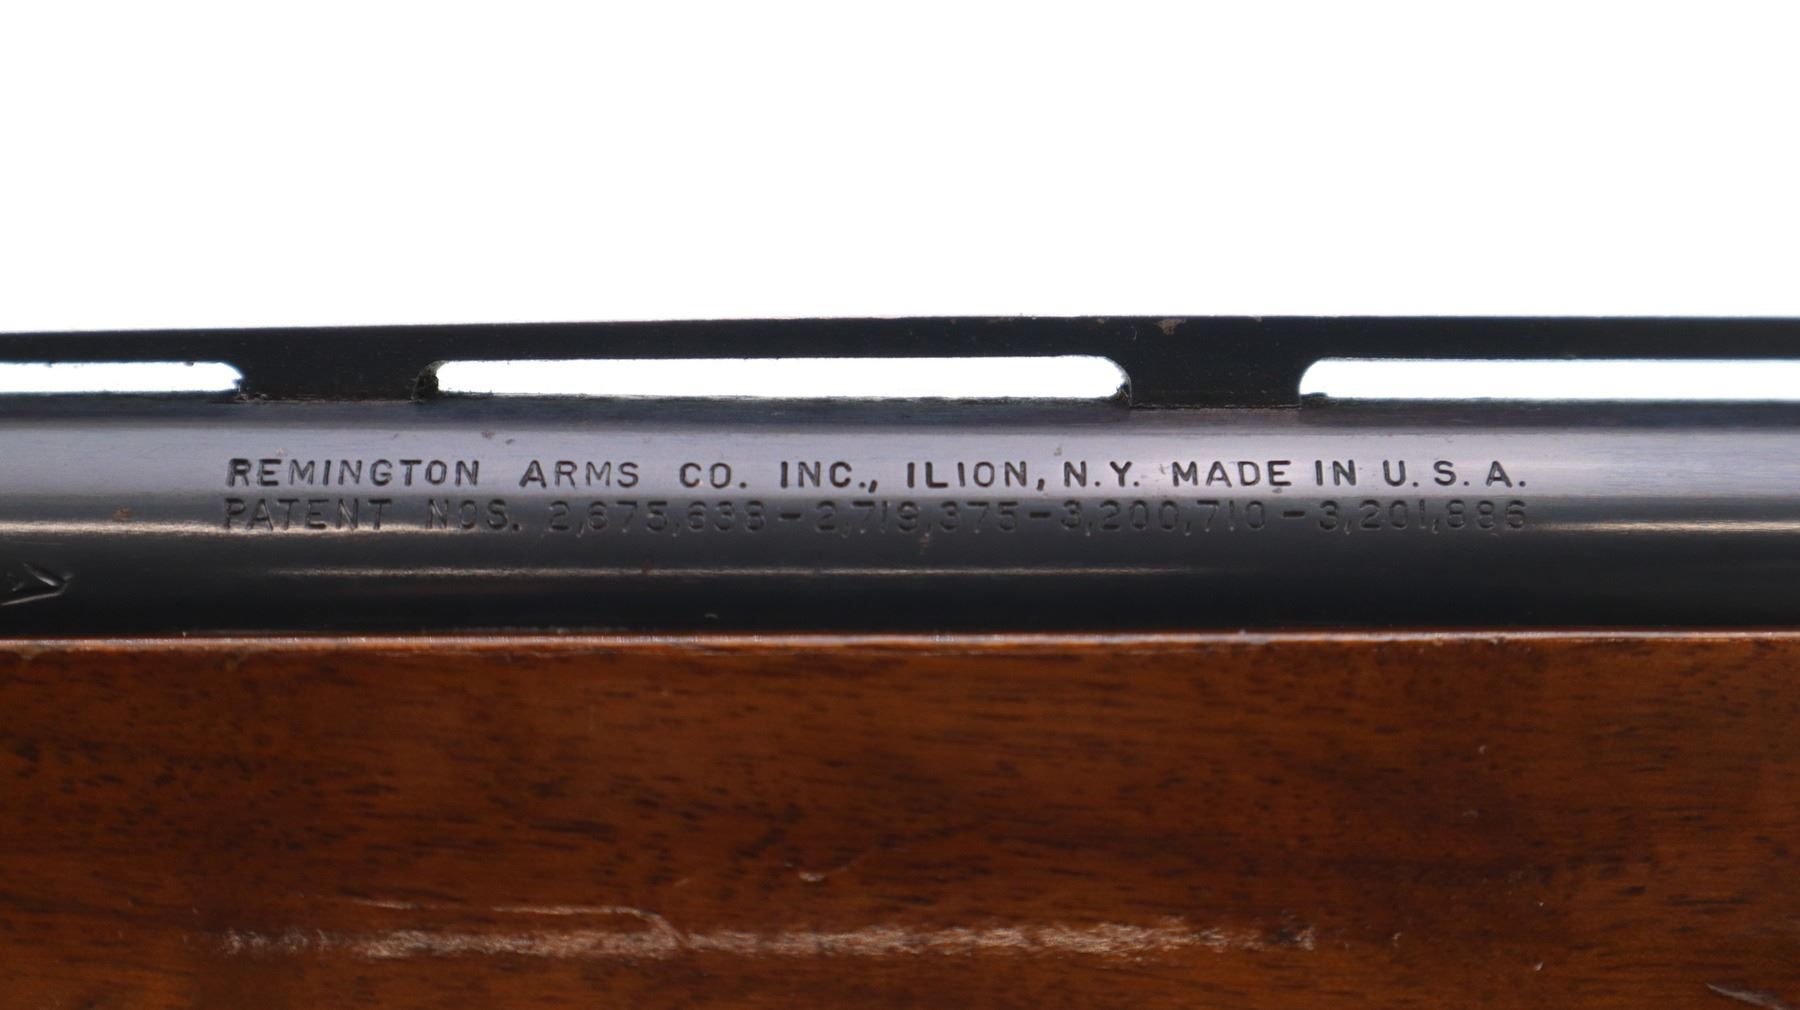 REMINGTON ARMS CO. INC., ILION, N.Y. MADE IN U.S.A.
PATENT NOS. 2,675,638-2,719,375-3,200,710-3,201,886